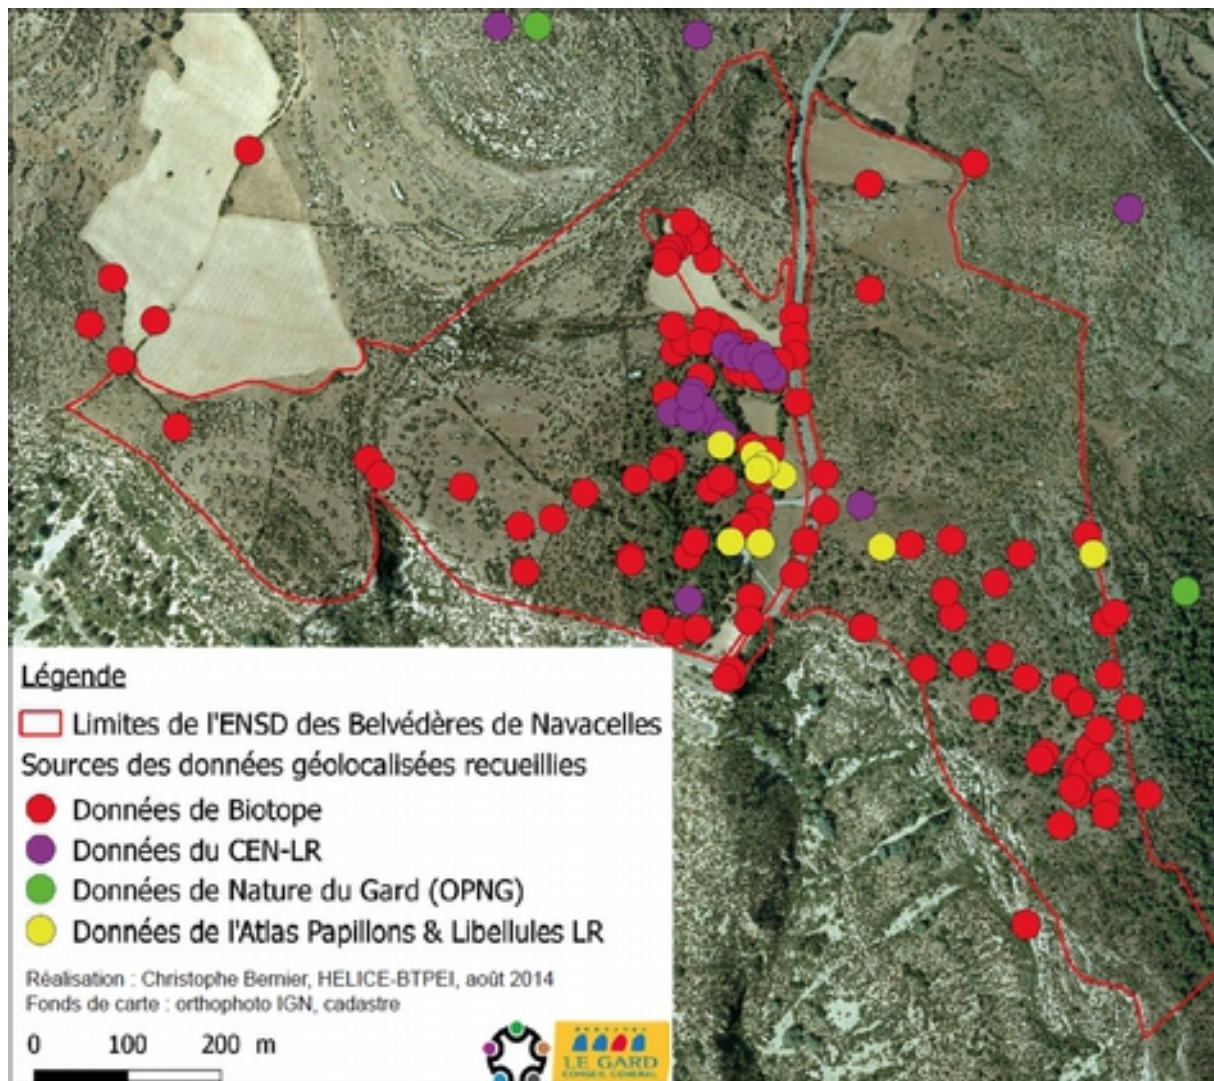 Légende
Limites de l'ENSD des Belvédères de Navacelles
Sources des données géolocalisées recueillies
Données de Biotope
Données du CEN-LR
Données de Nature du Gard (OPNG)
Données de l'Atlas Papillons & Libellules LR
Réalisation : Christophe Bernier, HELICE-BTPEI, août 2014
Fonds de carte : orthophoto IGN, cadastre
0 100 200 m
LE GARD
CONSEIL GENERAL